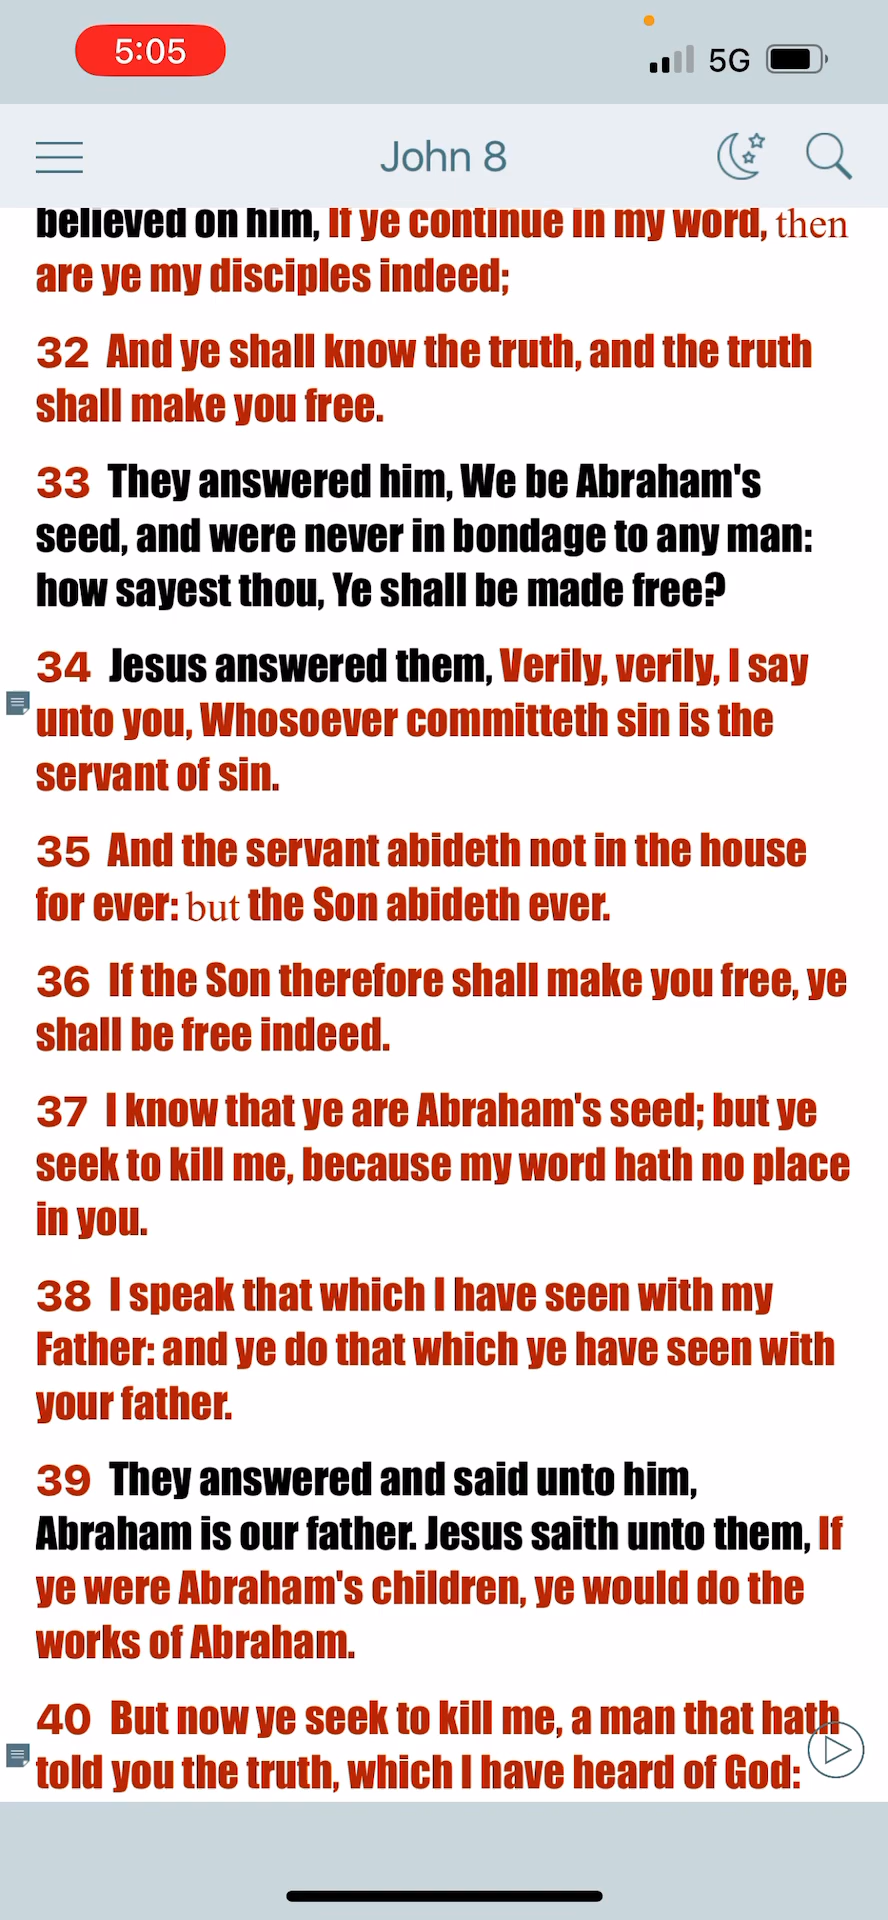 5:05
5G
John 8
believed on him, If ye continue in my word, then
are ye my disciples indeed;
32 And ye shall know the truth, and the truth
shall make you free.
33 They answered him, We be Abraham's
seed, and were never in bondage to any man:
how sayest thou, Ye shall be made free?
34 Jesus answered them, Verily, verily, I say
unto you, Whosoever committeth sin is the
servant of sin.
35 And the servant abideth not in the house
for ever: but the Son abideth ever.
36 If the Son therefore shall make you free, ye
shall be free indeed.
37 I know that ye are Abraham's seed; but ye
seek to kill me, because my word hath no place
in you.
38 I speak that which I have seen with my
Father: and ye do that which ye have seen with
your father.
39 They answered and said unto him,
Abraham is our father. Jesus saith unto them, If
ye were Abraham's children, ye would do the
works of Abraham.
40 But now ye seek to kill me, a man that hath
told you the truth, which I have heard of God: